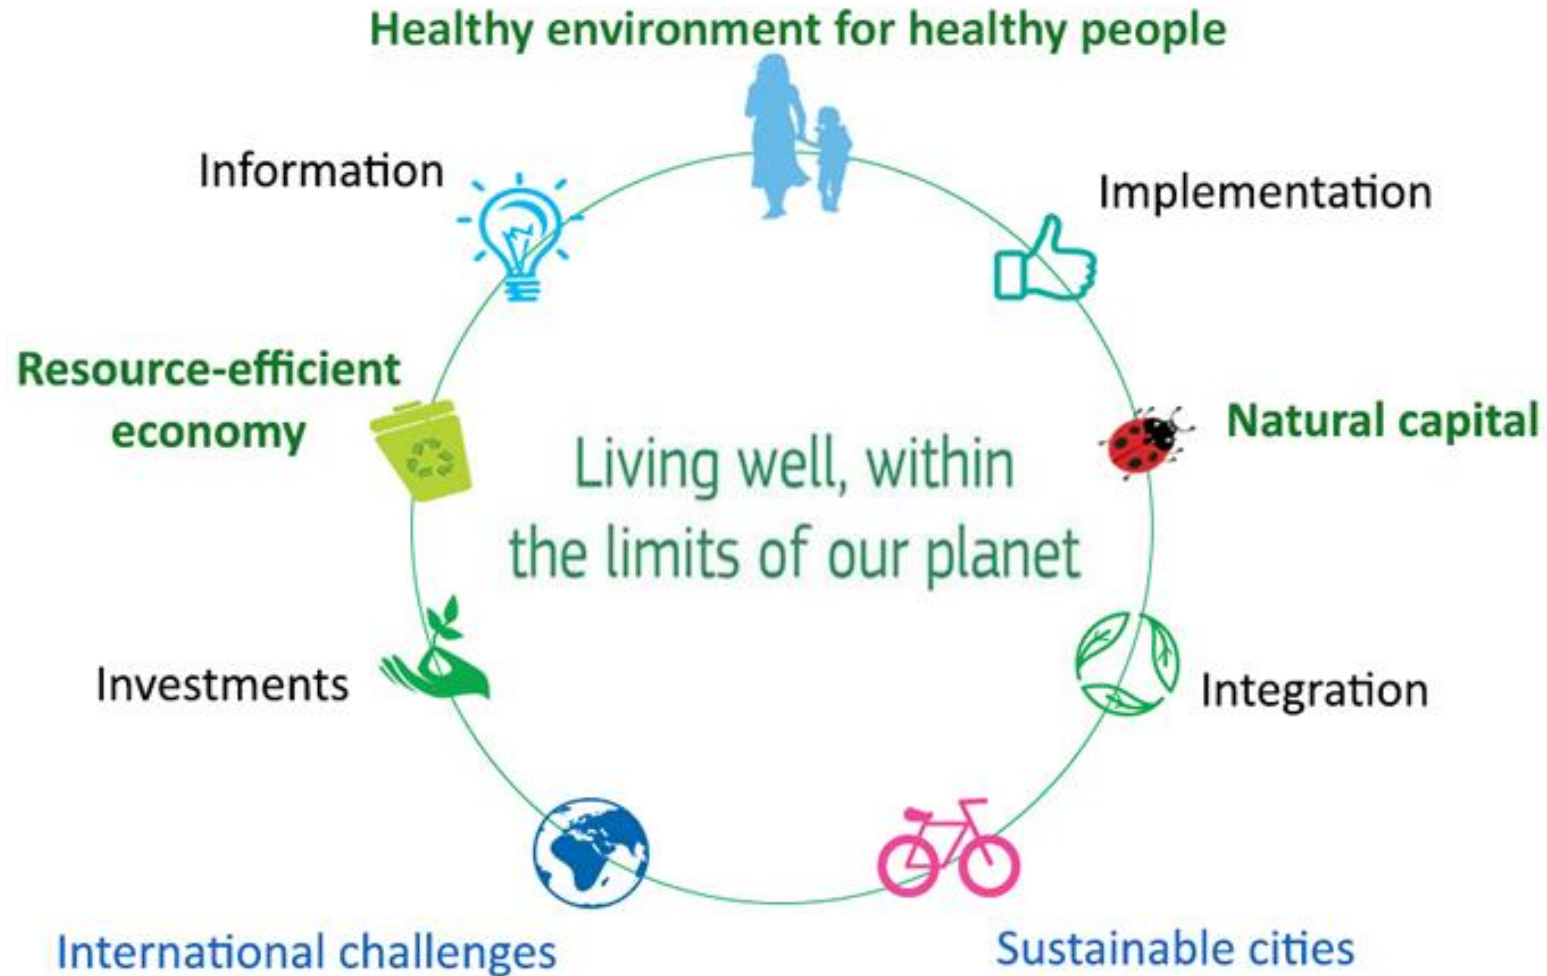 Healthy environment for healthy people
Information
Implementation
Resource-efficient
economy
Natural capital
Living well, within
the limits of our planet
Investments
Integration
International challenges
Sustainable cities